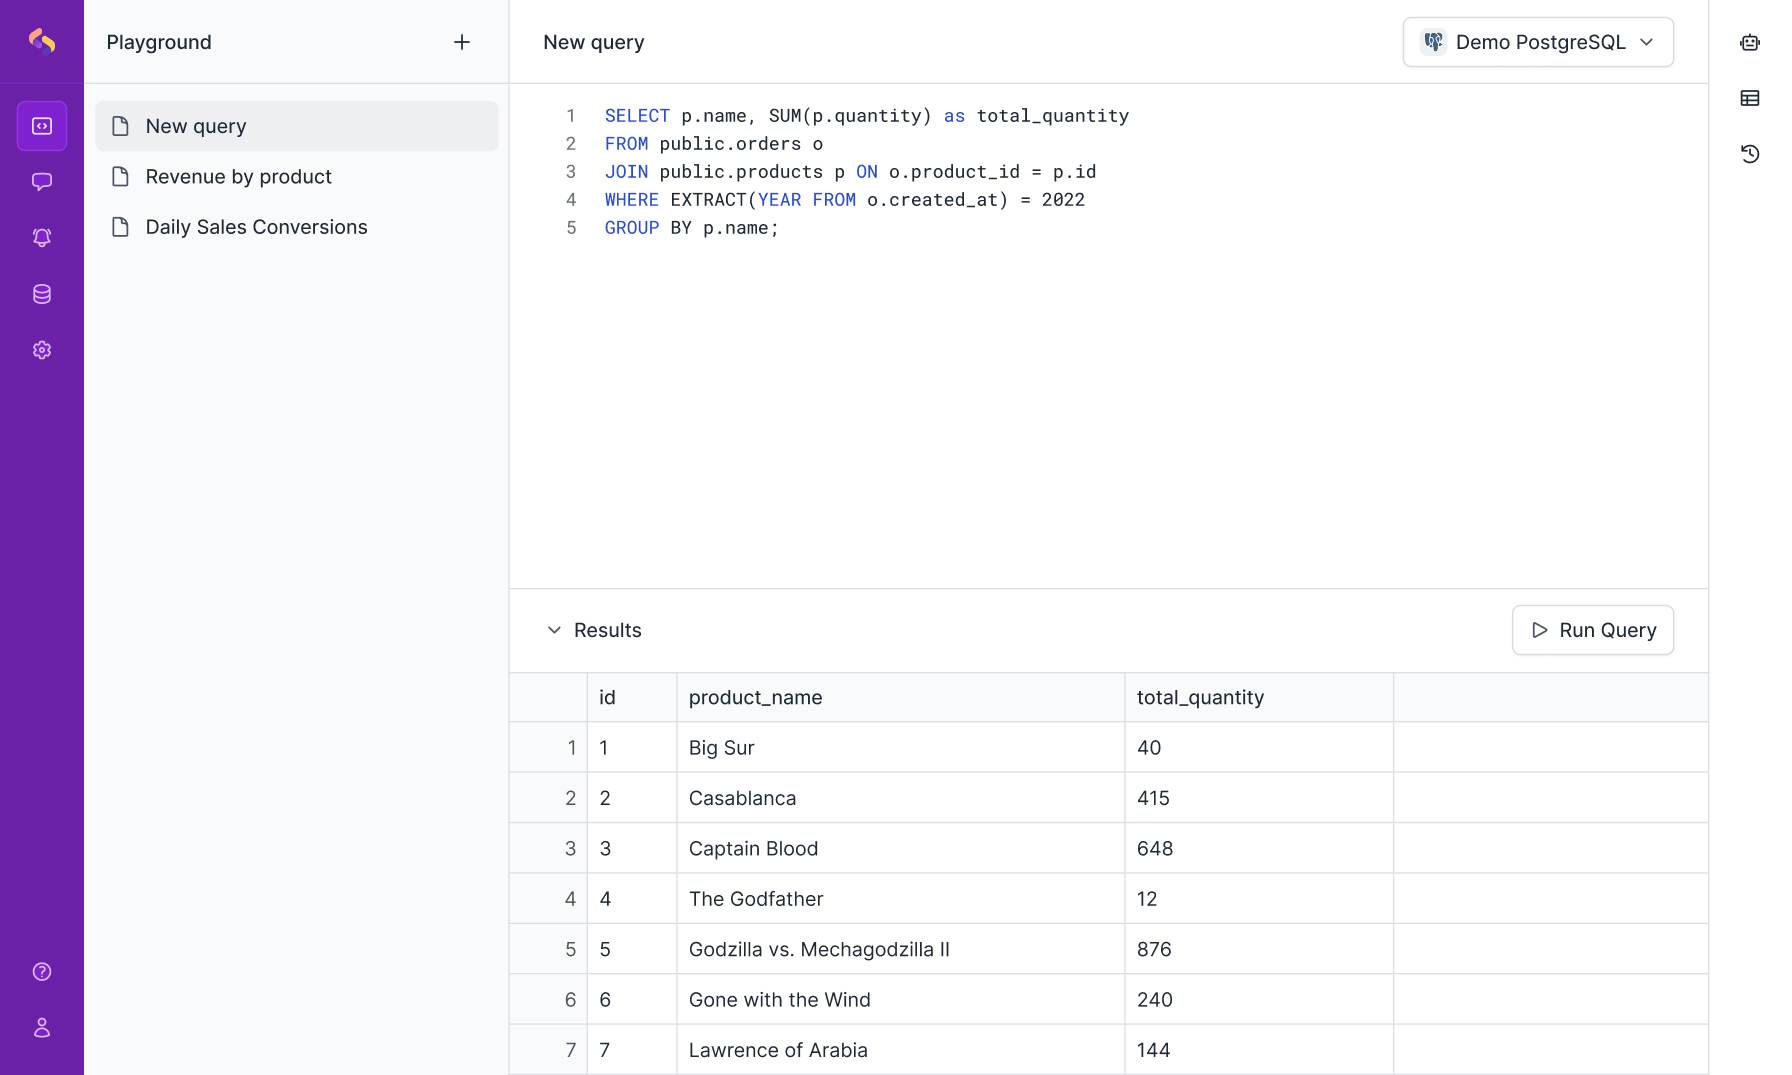 Playground
New query
Revenue by product
Daily Sales Conversions
New query
Demo PostgreSQL
1 SELECT p.name, SUM(p.quantity) as total_quantity
2 FROM public.orders o
3 JOIN public.products p ON o.product_id = p.id
4 WHERE EXTRACT(YEAR FROM o.created_at) = 2022
5 GROUP BY p.name;
Results
Run Query
id product_name total_quantity
1 1 Big Sur 40
2 2 Casablanca 415
3 3 Captain Blood 648
4 4 The Godfather 12
5 5 Godzilla vs. Mechagodzilla II 876
6 6 Gone with the Wind 240
7 7 Lawrence of Arabia 144